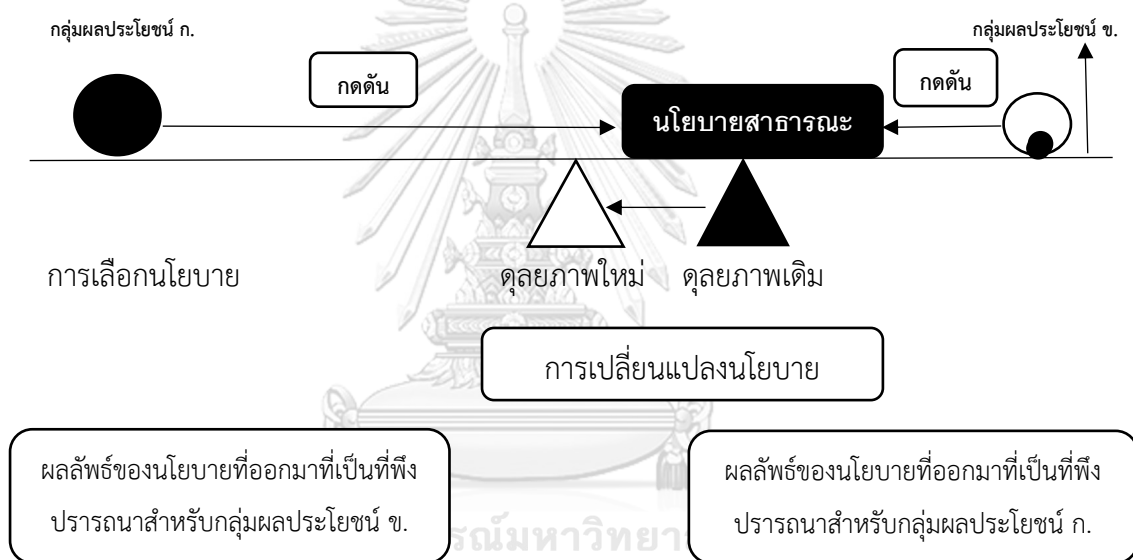 กลุ่มผลประโยชน์ ก.
กลุ่มผลประโยชน์ ข.
กดดัน
กดดัน
นโยบายสาธารณะ
การเลือกนโยบาย
ดุลยภาพใหม่
ดุลยภาพเดิม
การเปลี่ยนแปลงนโยบาย
ผลลัพธ์ของนโยบายที่ออกมาที่เป็นที่พึง
ปรารถนาสำหรับกลุ่มผลประโยชน์ ข.
ผลลัพธ์ของนโยบายที่ออกมาที่เป็นที่พึง
ปรารถนาสำหรับกลุ่มผลประโยชน์ ก.